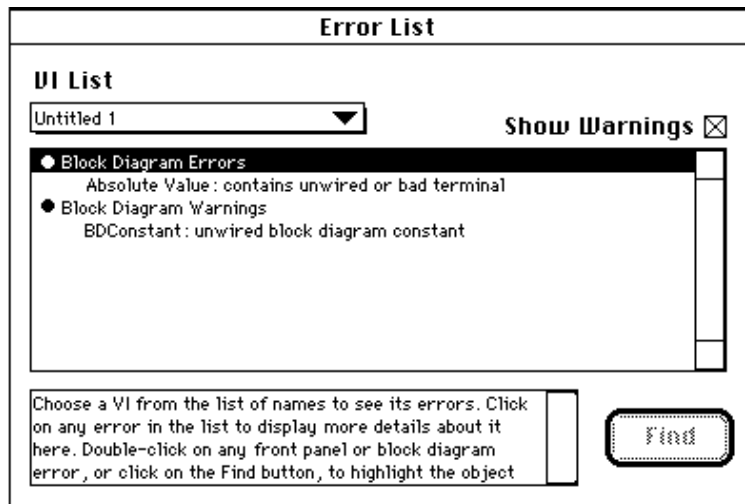 Error List
VI List
Untitled 1
Show Warnings
Block Diagram Errors
Absolute Value : contains unwired or bad terminal
Block Diagram Warnings
BDConstant : unwired block diagram constant
Choose a VI from the list of names to see its errors. Click
on any error in the list to display more details about it
here. Double-click on any front panel or block diagram
error, or click on the Find button, to highlight the object
Find